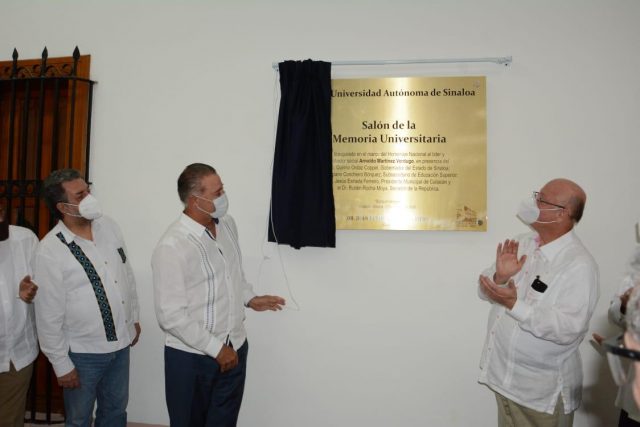 Universidad Autónoma de Sinaloa
Salón de la
Memoria Universitaria
en el marco del Homenaje Nacional al líder y
social Arnoldo Martínez Verdugo, en presencia del
Quirino Ordaz Coppel, Gobernador del Estado de Sinaloa;
Subsecretario de Educación Superior;
Jesús Estrada Ferreiro, Presidente Municipal de Culiacán y
el Dr. Rubén Rocha Moya, Senador de la República.
DR. JUAN